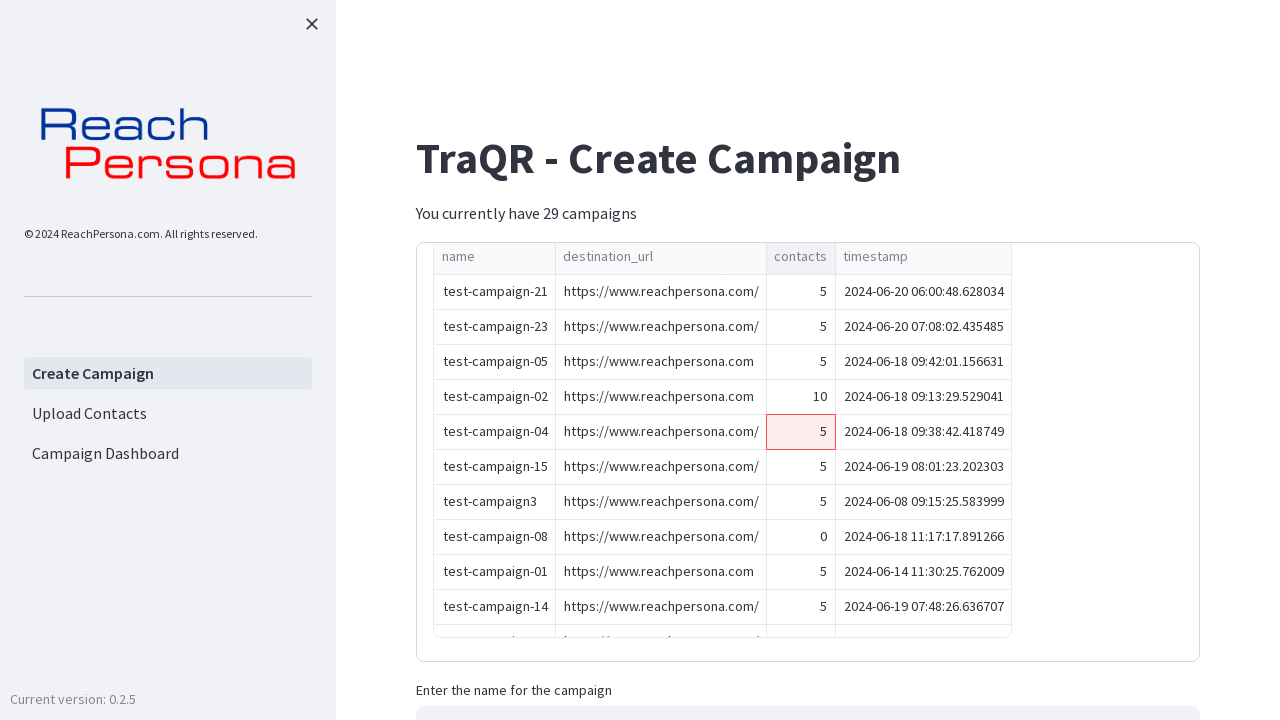 Reach
Persona
© 2024 ReachPersona.com. All rights reserved.
Create Campaign
Upload Contacts
Campaign Dashboard
Current version: 0.2.5
TraQR - Create Campaign
You currently have 29 campaigns
name destination_url contacts timestamp
test-campaign-21 https://www.reachpersona.com/ 5 2024-06-20 06:00:48.628034
test-campaign-23 https://www.reachpersona.com/ 5 2024-06-20 07:08:02.435485
test-campaign-05 https://www.reachpersona.com 5 2024-06-18 09:42:01.156631
test-campaign-02 https://www.reachpersona.com 10 2024-06-18 09:13:29.529041
test-campaign-04 https://www.reachpersona.com/ 5 2024-06-18 09:38:42.418749
test-campaign-15 https://www.reachpersona.com/ 5 2024-06-19 08:01:23.202303
test-campaign3 https://www.reachpersona.com/ 5 2024-06-08 09:15:25.583999
test-campaign-08 https://www.reachpersona.com/ 0 2024-06-18 11:17:17.891266
test-campaign-01 https://www.reachpersona.com 5 2024-06-14 11:30:25.762009
test-campaign-14 https://www.reachpersona.com/ 5 2024-06-19 07:48:26.636707
Enter the name for the campaign